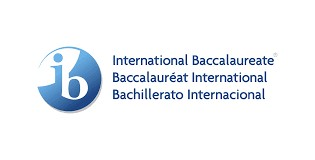 ib
International Baccalaureate®
Baccalauréat International
Bachillerato Internacional